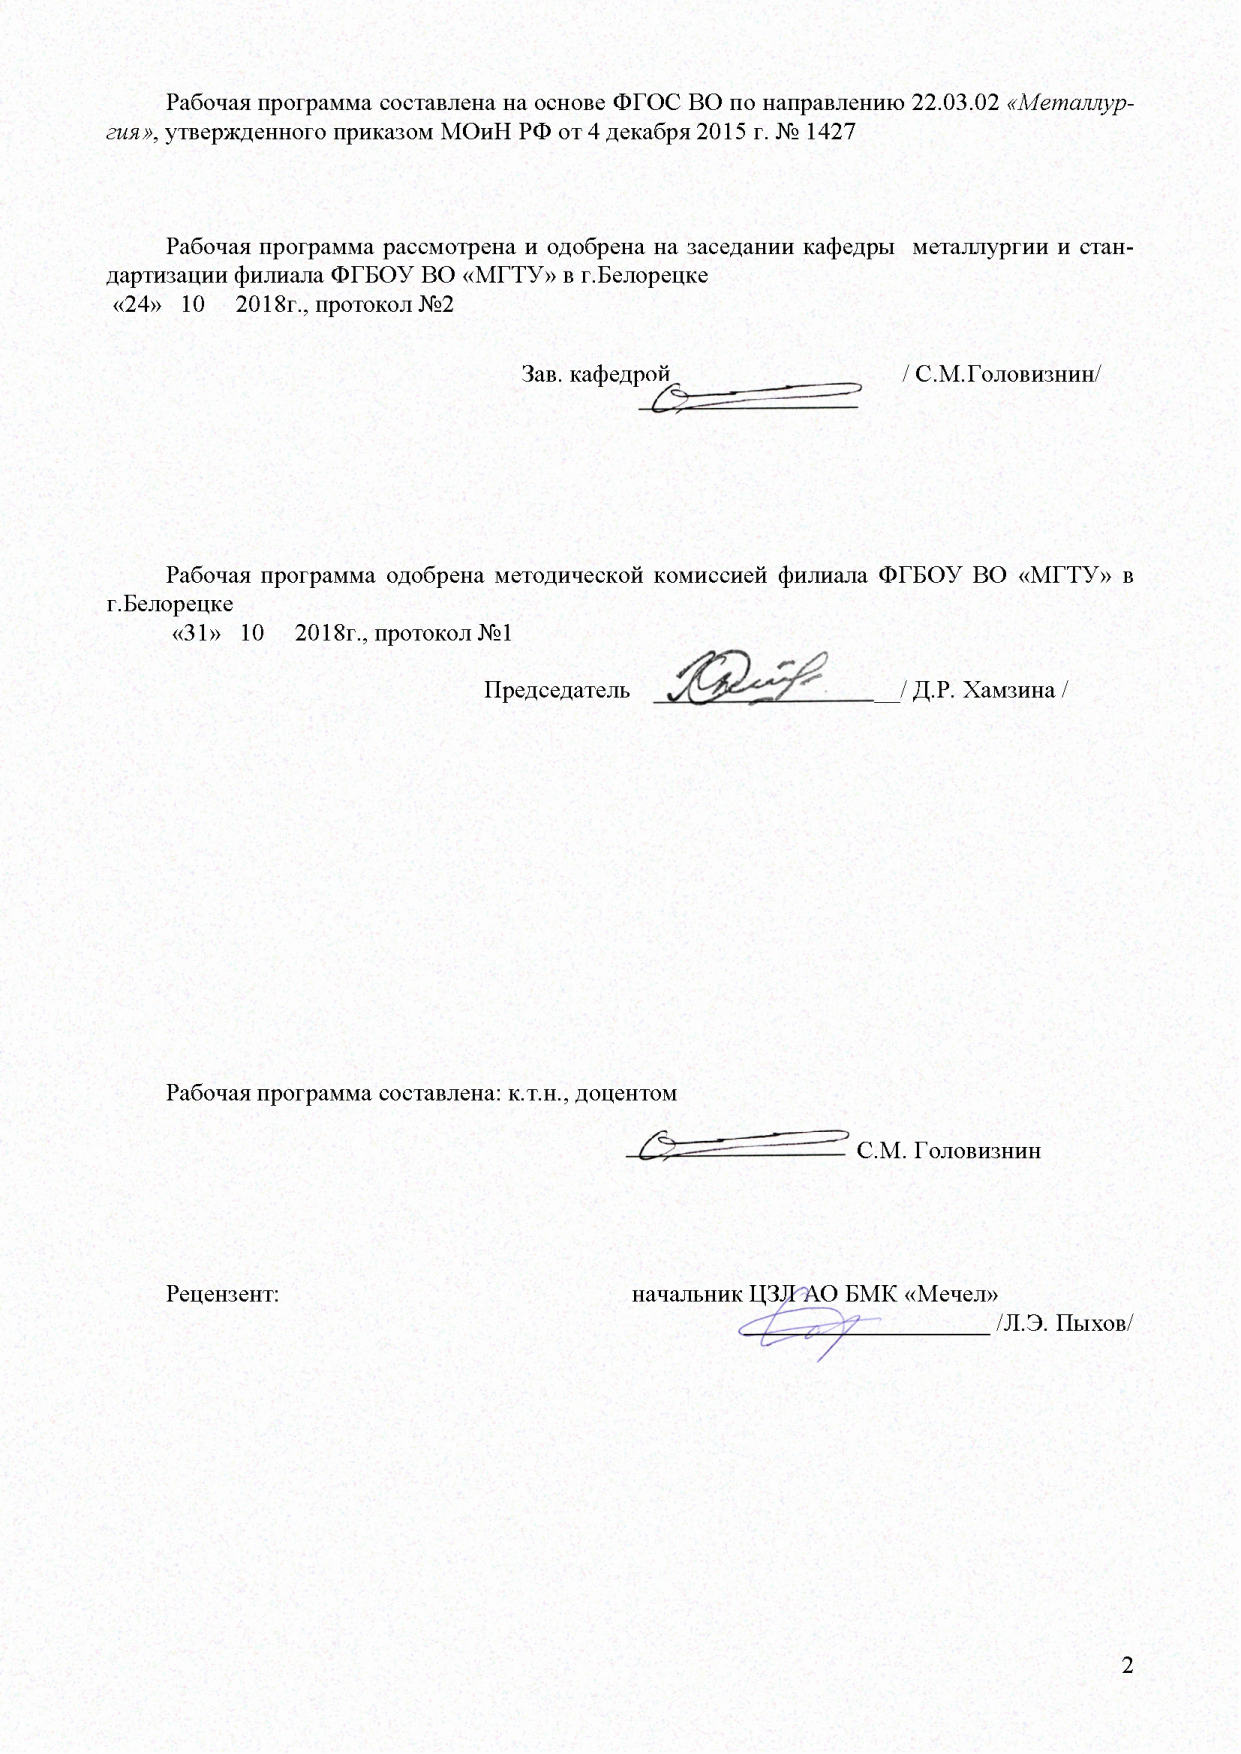 Рабочая программа составлена на основе ФГОС ВО по направлению 22.03.02 «Металлур-
гия», утвержденного приказом МОиН РФ от 4 декабря 2015 г. № 1427
Рабочая программа рассмотрена и одобрена на заседании кафедры металлургии и стан-
дартизации филиала ФГБОУ ВО «МГТУ» в г.Белорецке
«24» 10 2018г., протокол №2
Зав. кафедрой / С.М.Головизнин/
Рабочая программа одобрена методической комиссией филиала ФГБОУ ВО «МГТУ» в
г.Белорецке
«31» 10 2018г., протокол №1
Председатель / Д.Р. Хамзина /
Рабочая программа составлена: к.т.н., доцентом
С.М. Головизнин
Рецензент: начальник ЦЗЛ АО БМК «Мечел»
/Л.Э. Пыхов/
2